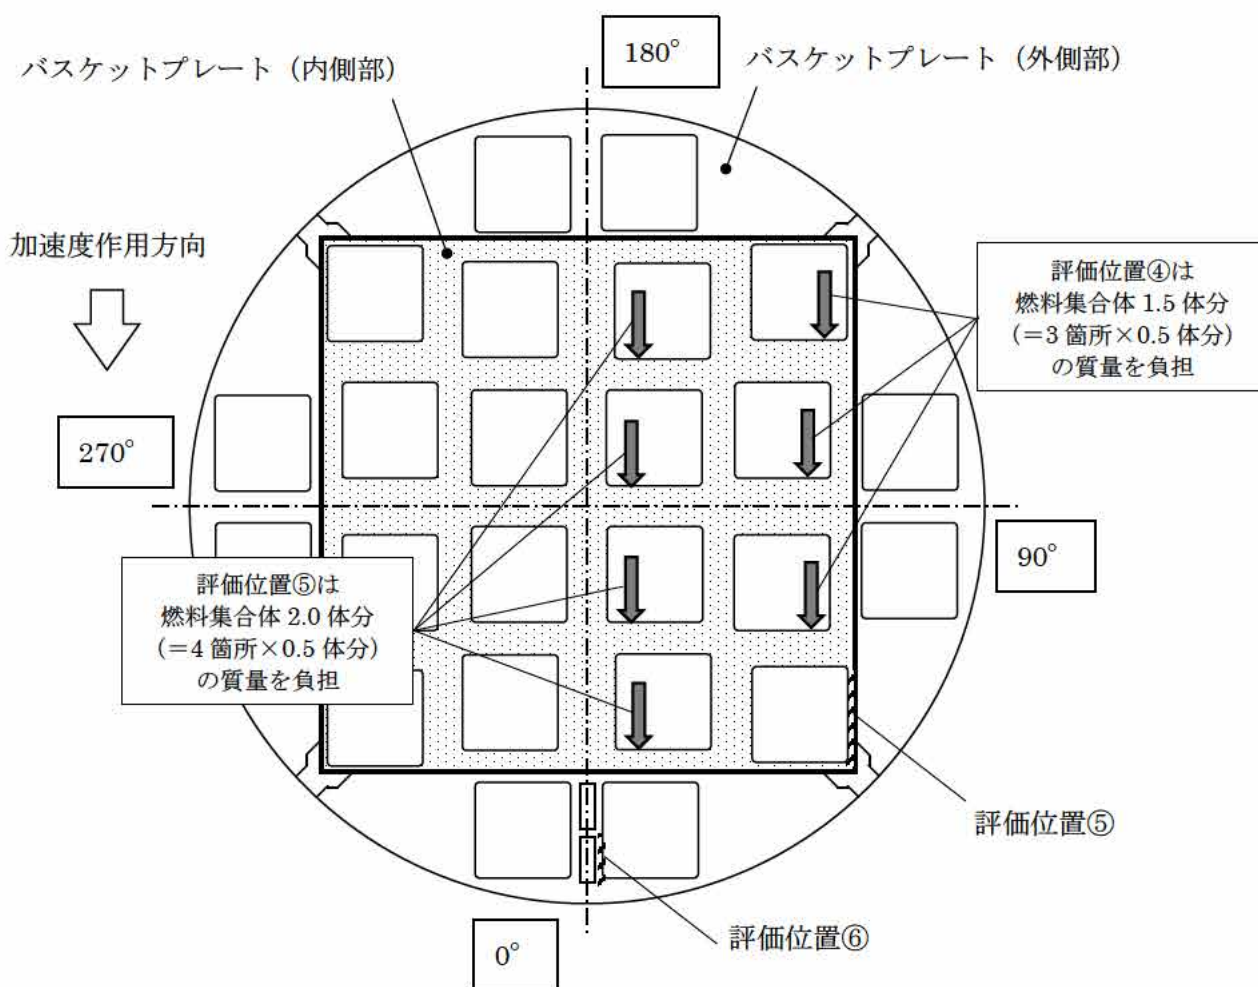 180°
バスケットプレート（内側部）
バスケットプレート（外側部）
加速度作用方向
評価位置④は
燃料集合体 1.5 体分
（＝3 箇所×0.5 体分）
の質量を負担
270°
90°
評価位置⑤は
燃料集合体 2.0 体分
（＝4 箇所×0.5 体分）
の質量を負担
評価位置⑤
評価位置⑥
0°